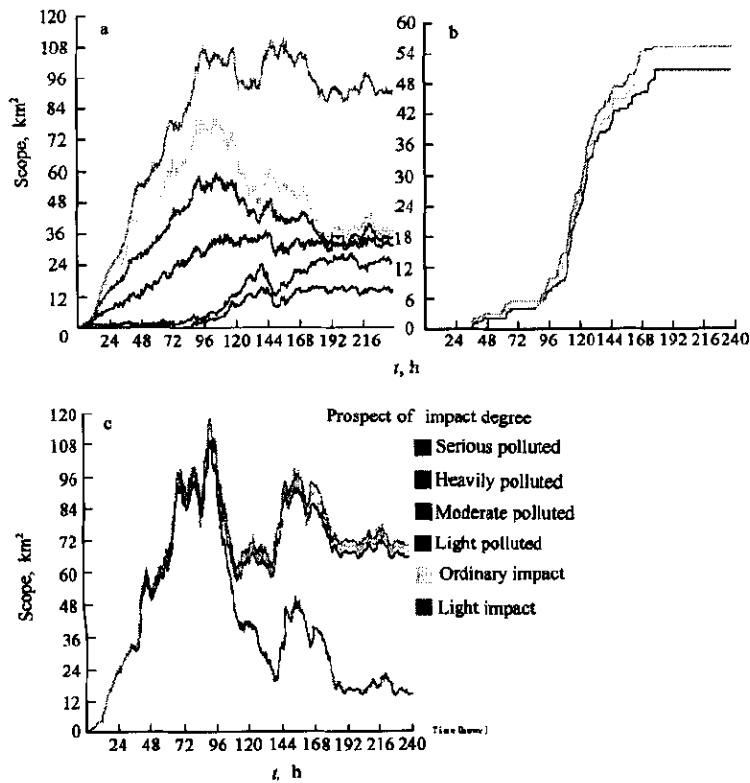 a
Scope, km²
120
108
96
84
72
60
48
36
24
12
0
24 48 72 96 120 144 168 192 216
b
60
54
48
42
36
30
24
18
12
6
0
24 48 72 96 120 144 168 192 216 240
t, h
c
Scope, km²
120
108
96
84
72
60
48
36
24
12
0
24 48 72 96 120 144 168 192 216 240
t, h
Time(hour)
Prospect of impact degree
Serious polluted
Heavily polluted
Moderate polluted
Light polluted
Ordinary impact
Light impact